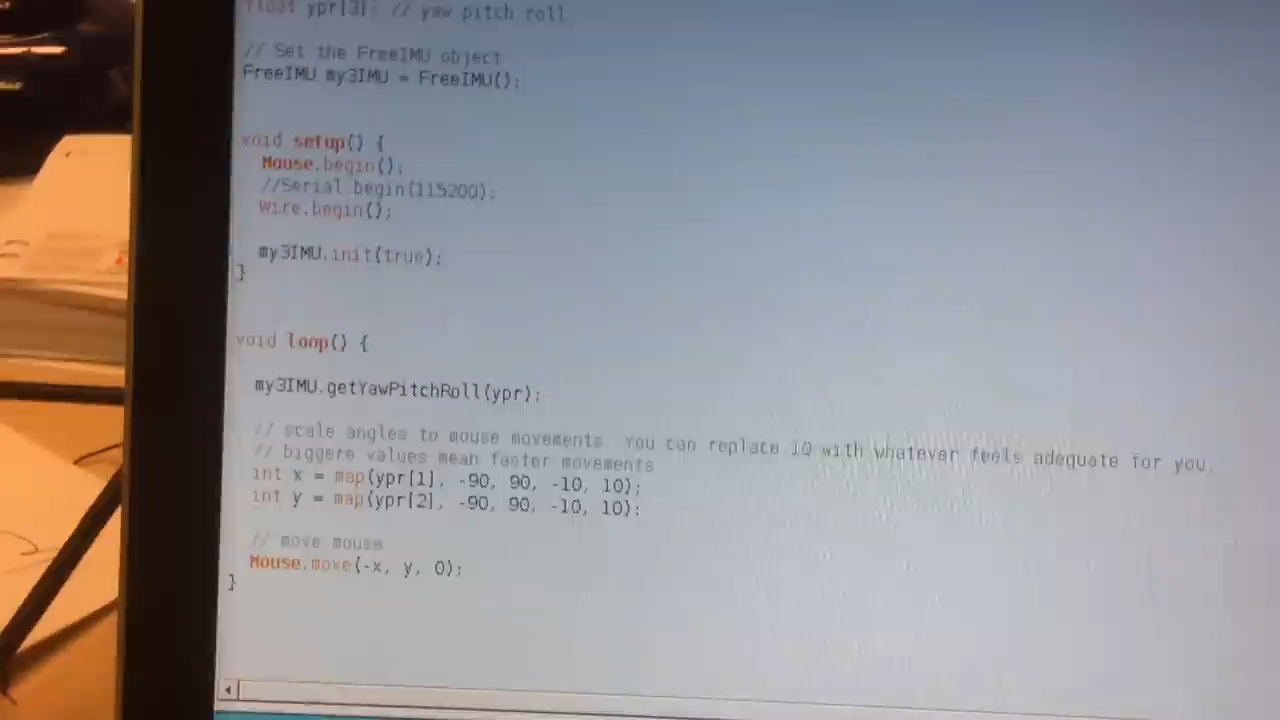 float ypr[3]; // yaw pitch roll
// Set the FreeIMU object
FreeIMU my3IMU = FreeIMU();
void setup() {
Mouse.begin();
//Serial.begin(115200);
Wire.begin();
my3IMU.init(true);
}
void loop() {
my3IMU.getYawPitchRoll(ypr);
// scale angles to mouse movements. You can replace 10 with whatever feels adeguate for you.
// biggere values mean faster movements
int x = map(ypr[1], -90, 90, -10, 10);
int y = map(ypr[2], -90, 90, -10, 10);
// move mouse
Mouse.move(-x, y, 0);
}